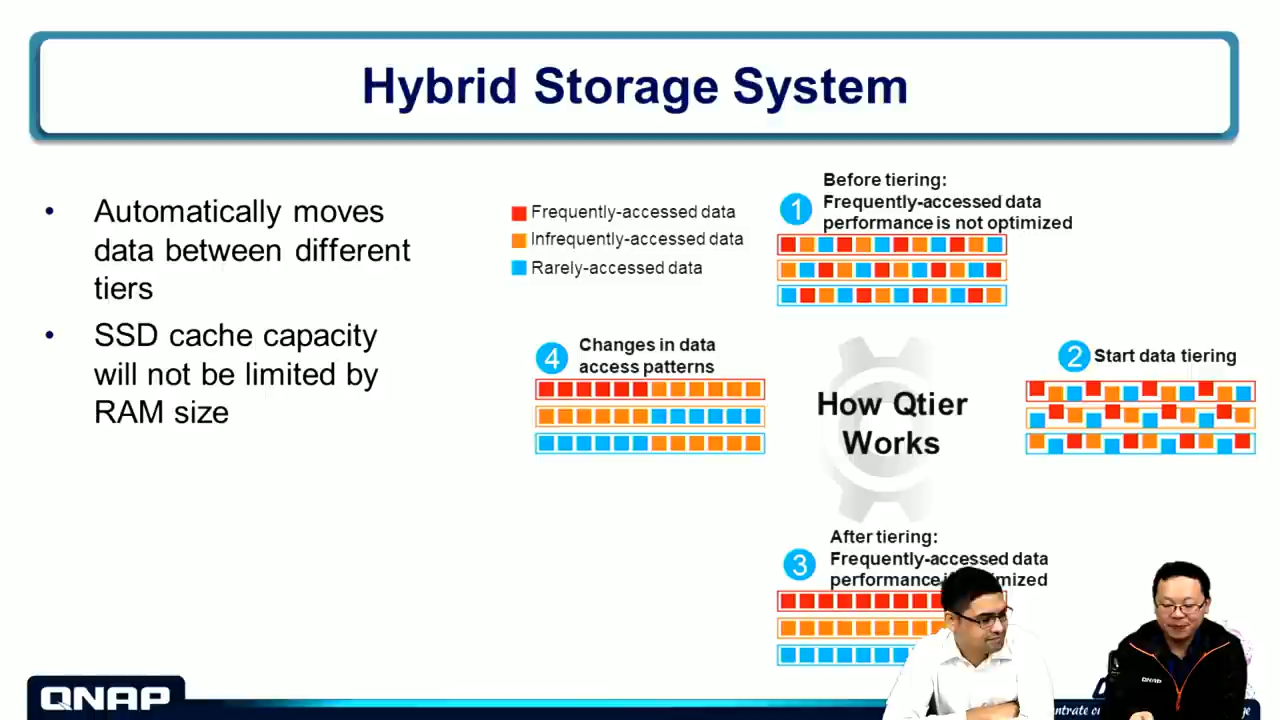 Hybrid Storage System
• Automatically moves
data between different
tiers
• SSD cache capacity
will not be limited by
RAM size
Frequently-accessed data
Infrequently-accessed data
Rarely-accessed data
1
Before tiering:
Frequently-accessed data
performance is not optimized
2 Start data tiering
How Qtier
Works
3
After tiering:
Frequently-accessed data
performance
4
Changes in data
access patterns
QNAP
QNAP